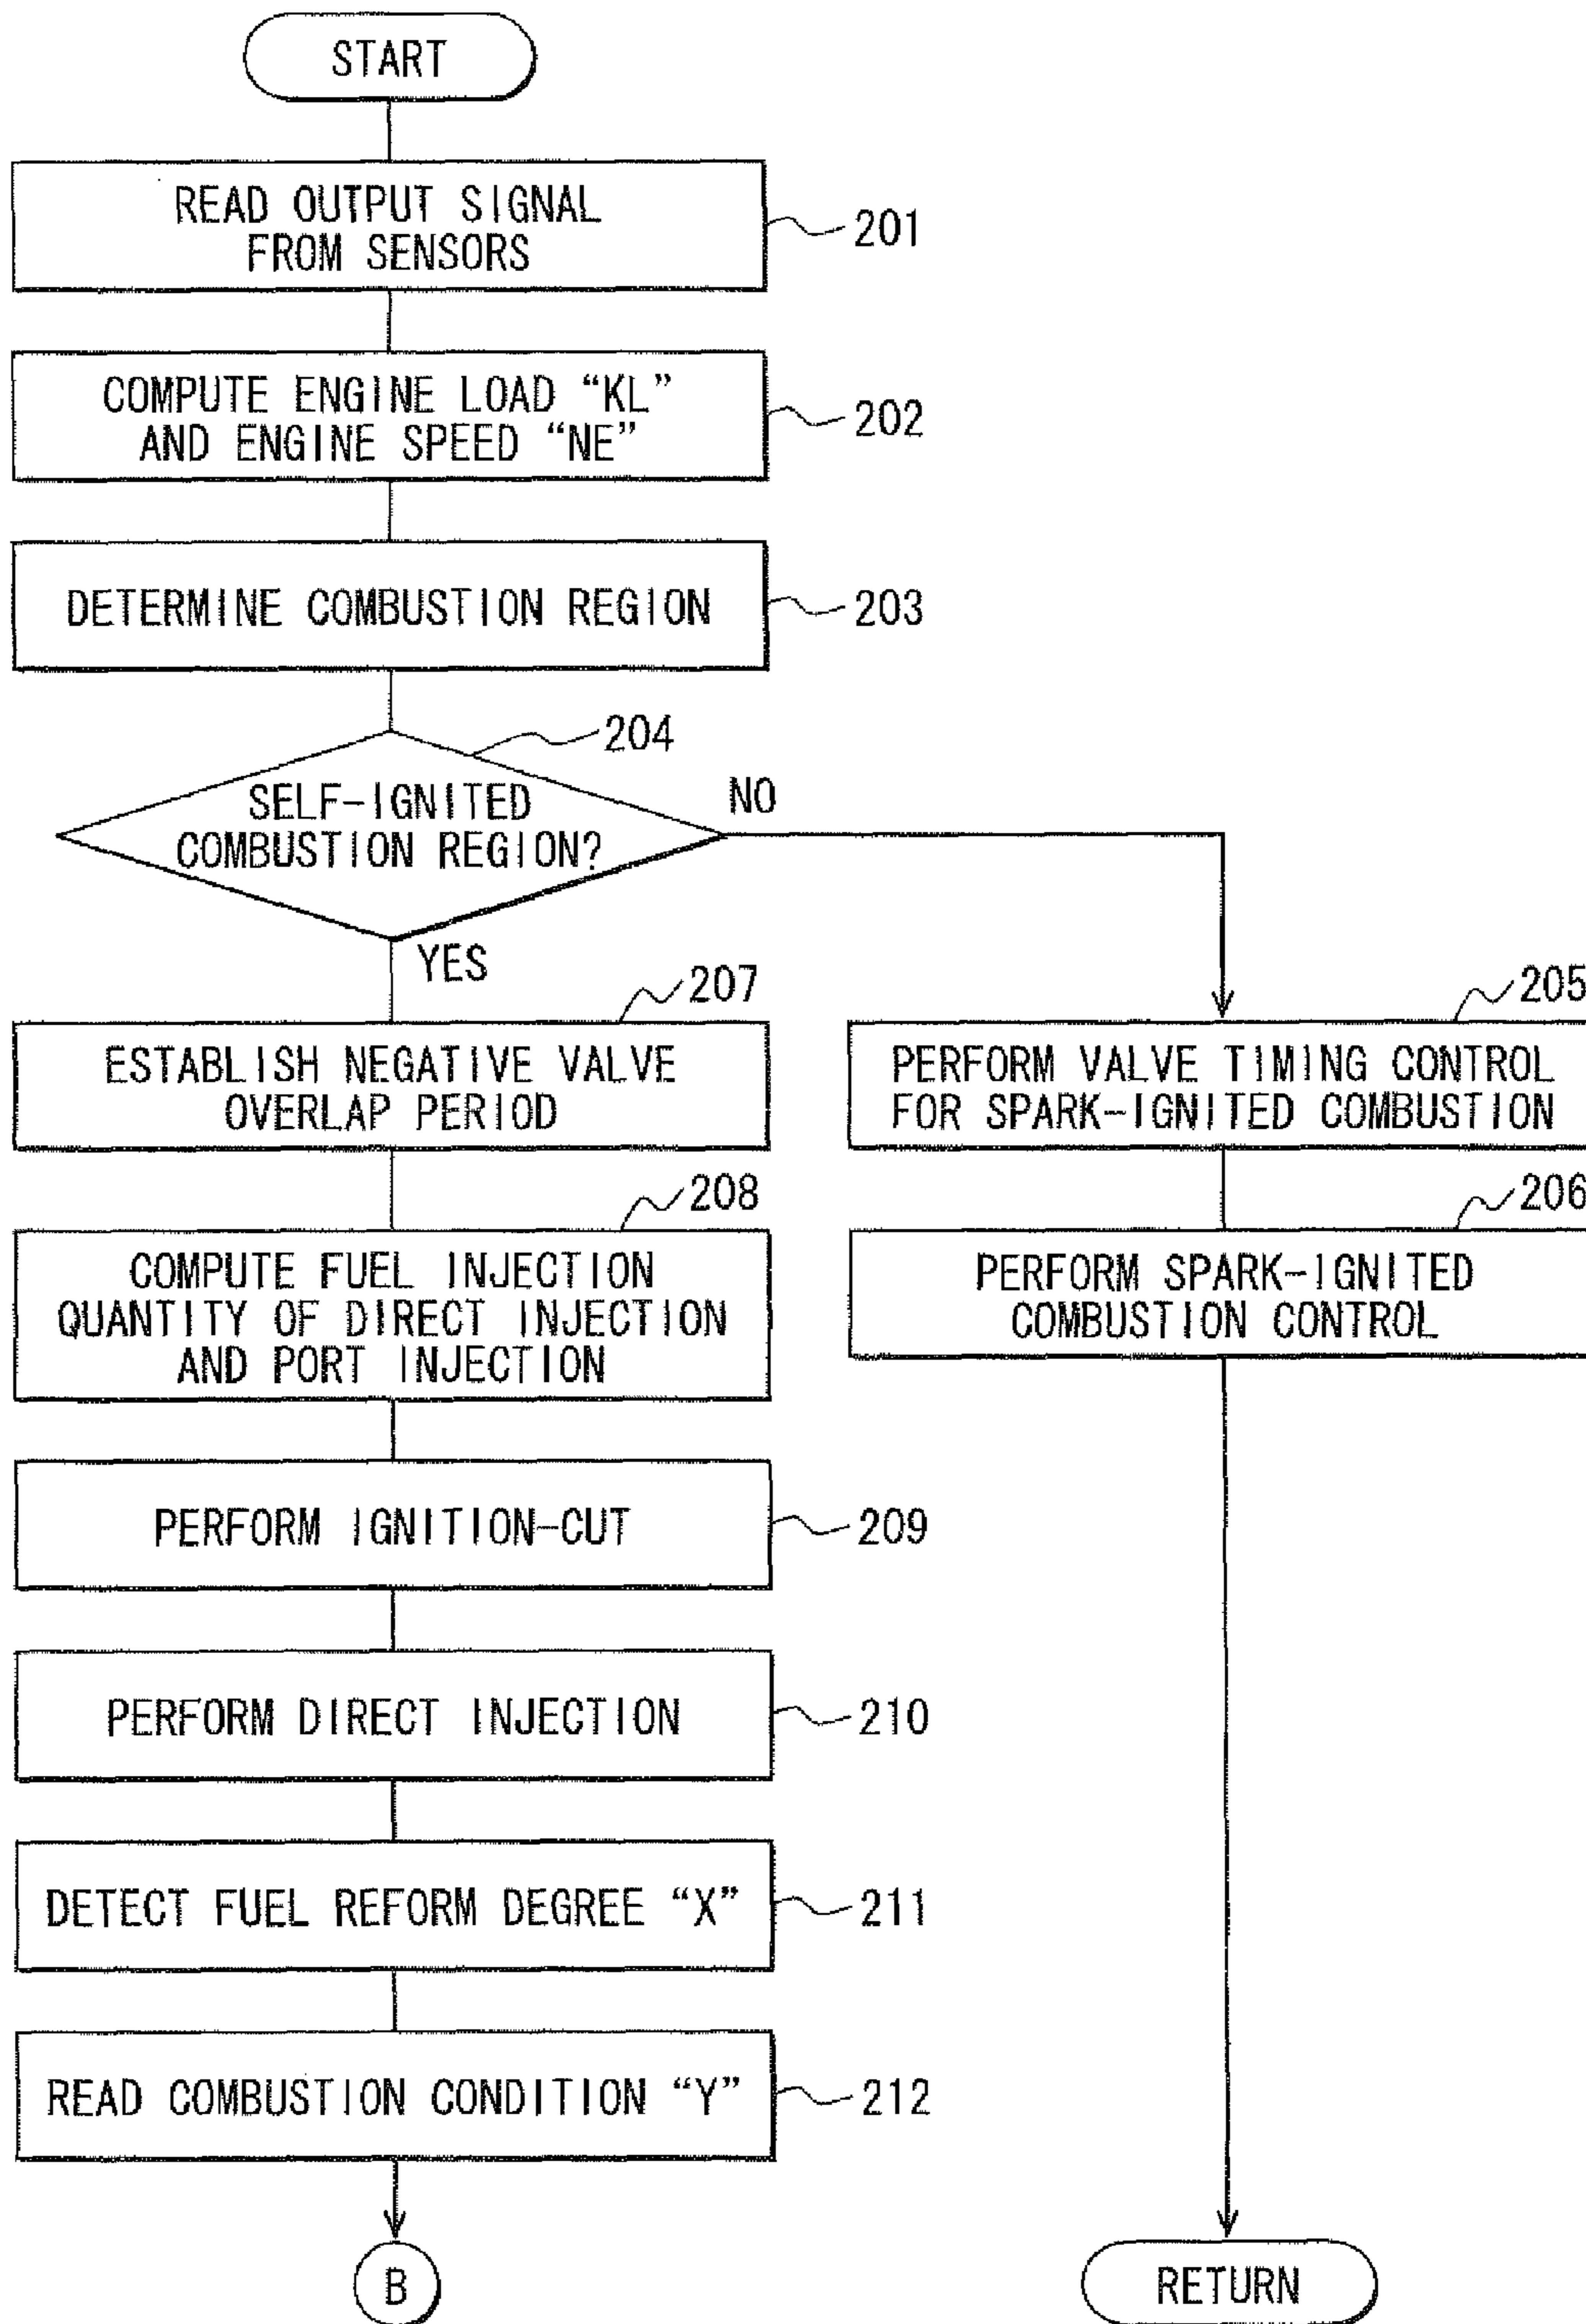 START
READ OUTPUT SIGNAL
FROM SENSORS
201
COMPUTE ENGINE LOAD “KL”
AND ENGINE SPEED “NE”
202
DETERMINE COMBUSTION REGION
203
204
SELF-IGNITED
COMBUSTION REGION?
NO
YES
207
ESTABLISH NEGATIVE VALVE
OVERLAP PERIOD
205
PERFORM VALVE TIMING CONTROL
FOR SPARK-IGNITED COMBUSTION
208
COMPUTE FUEL INJECTION
QUANTITY OF DIRECT INJECTION
AND PORT INJECTION
206
PERFORM SPARK-IGNITED
COMBUSTION CONTROL
PERFORM IGNITION-CUT
209
PERFORM DIRECT INJECTION
210
DETECT FUEL REFORM DEGREE “X”
211
READ COMBUSTION CONDITION “Y”
212
B
RETURN